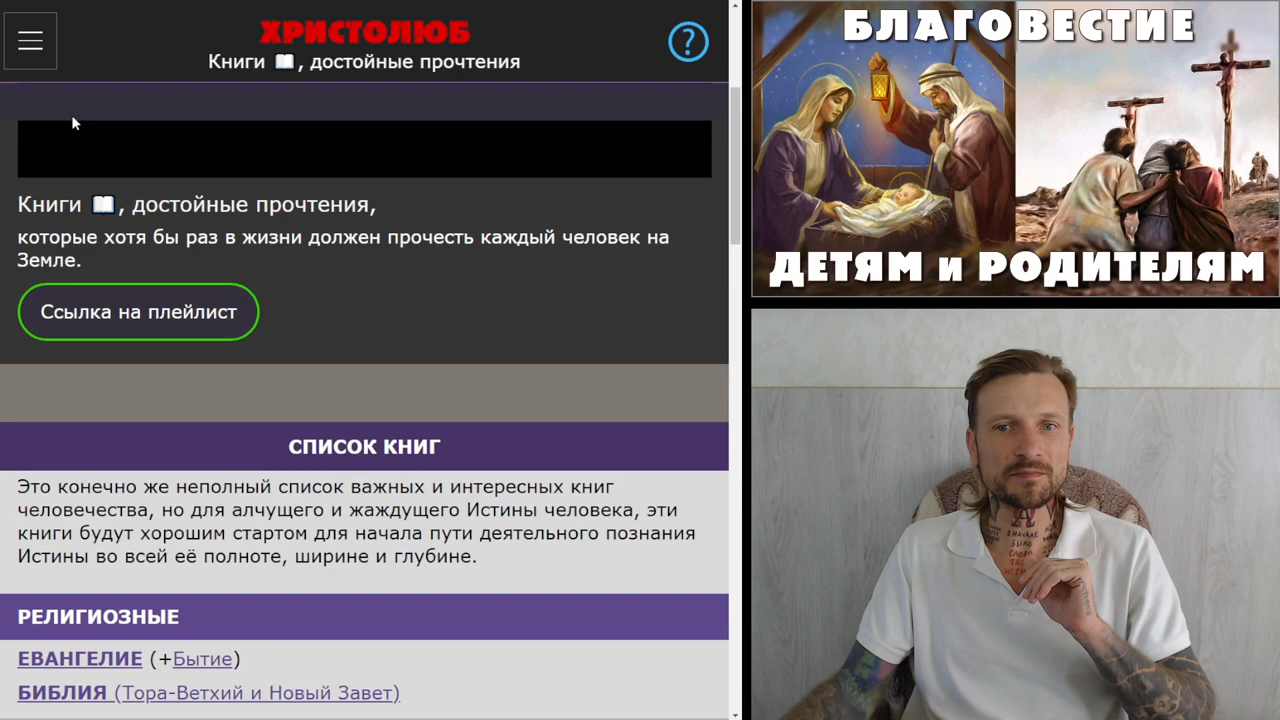 ХРИСТОЛЮБ
Книги 📖, достойные прочтения
?
Книги 📖, достойные прочтения,
которые хотя бы раз в жизни должен прочесть каждый человек на
Земле.
Ссылка на плейлист
СПИСОК КНИГ
Это конечно же неполный список важных и интересных книг
человечества, но для алчущего и жаждущего Истины человека, эти
книги будут хорошим стартом для начала пути деятельного познания
Истины во всей её полноте, ширине и глубине.
РЕЛИГИОЗНЫЕ
ЕВАНГЕЛИЕ (+Бытие)
БИБЛИЯ (Тора-Ветхий и Новый Завет)
БЛАГОВЕСТИЕ
ДЕТЯМ и РОДИТЕЛЯМ
В НАЧАЛЕ
БЫЛО
СЛОВО